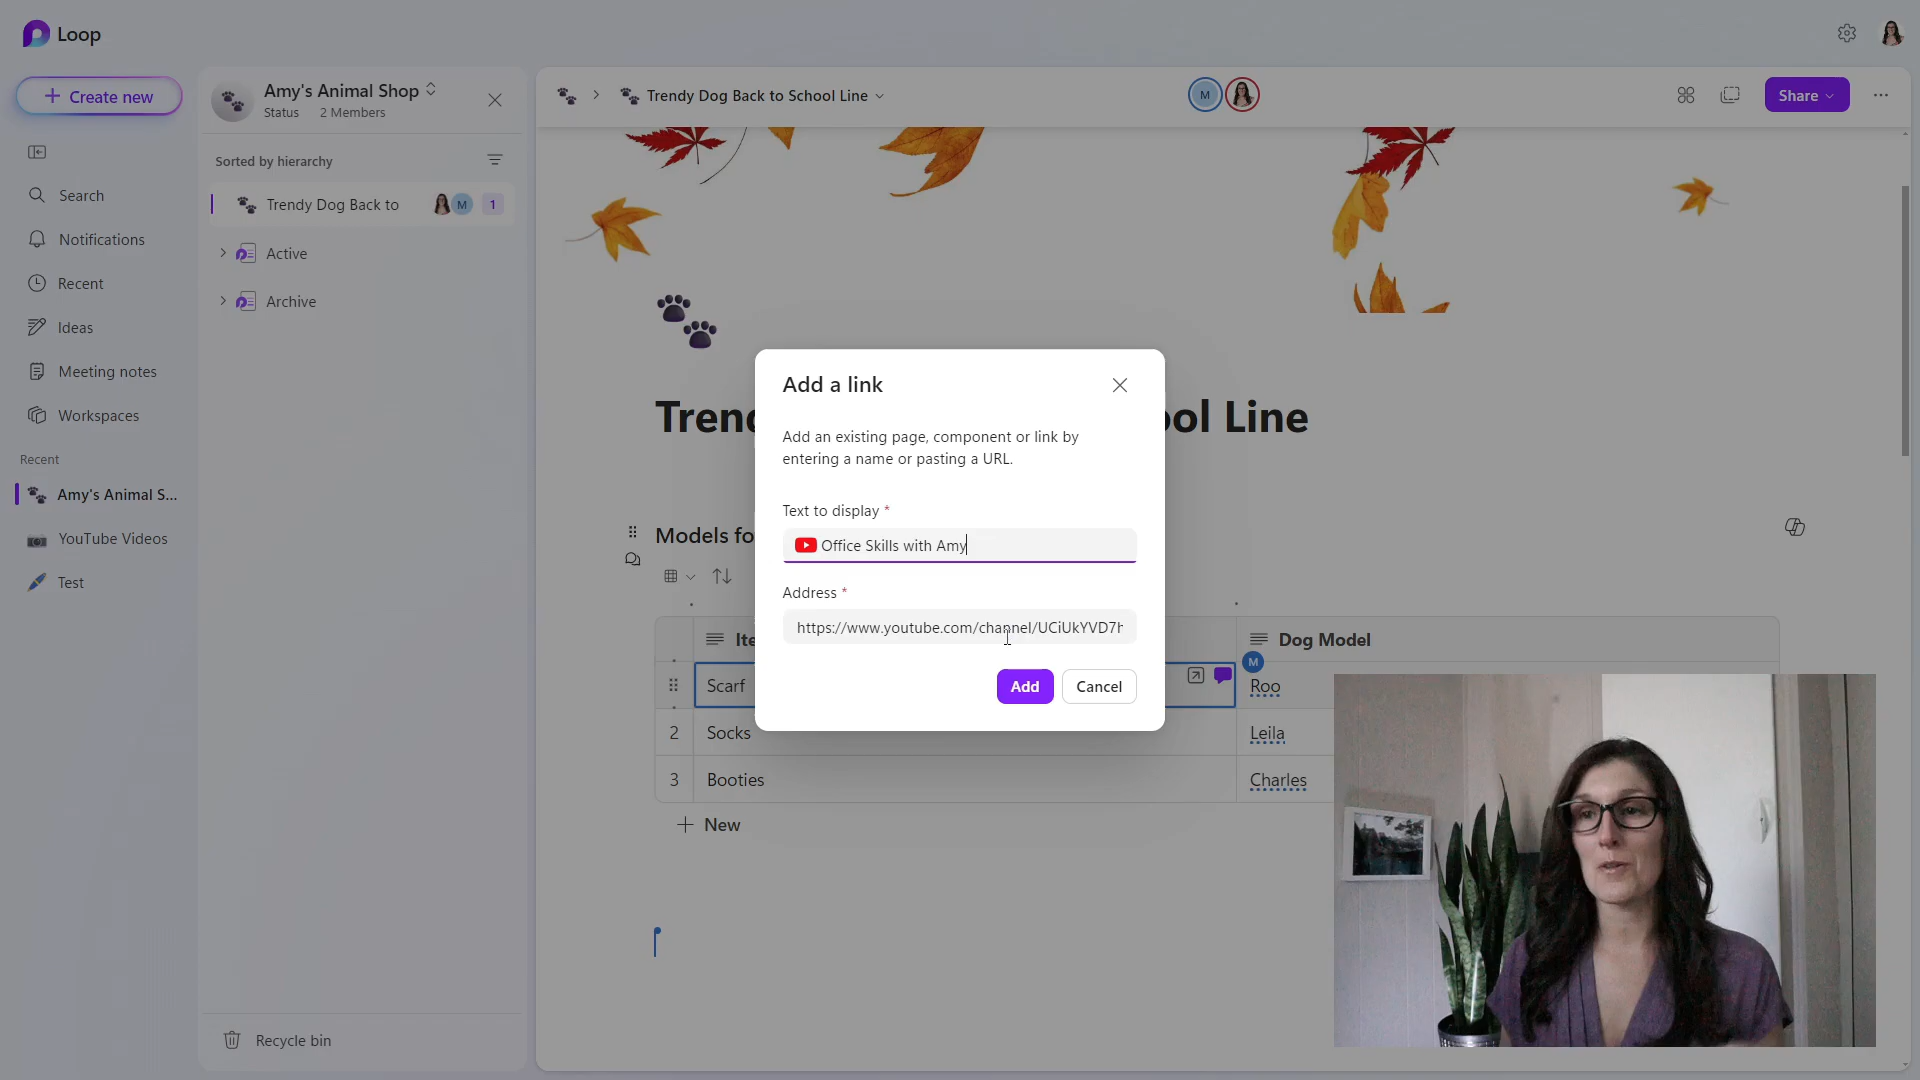 Loop
Create new
Search
Notifications
Recent
Ideas
Meeting notes
Workspaces
Recent
Amy's Animal S...
YouTube Videos
Test
Amy's Animal Shop
Status 2 Members
Sorted by hierarchy
Trendy Dog Back to M 1
Active
Archive
Recycle bin
Trendy Dog Back to School Line
M
Share
Trend
ool Line
Models fo
Ite
Dog Model
M
Scarf
Roo
2 Socks Leila
3 Booties Charles
New
Add a link
Add an existing page, component or link by
entering a name or pasting a URL.
Text to display *
Office Skills with Amy
Address *
https://www.youtube.com/channel/UCiUkYVD7h
Add Cancel